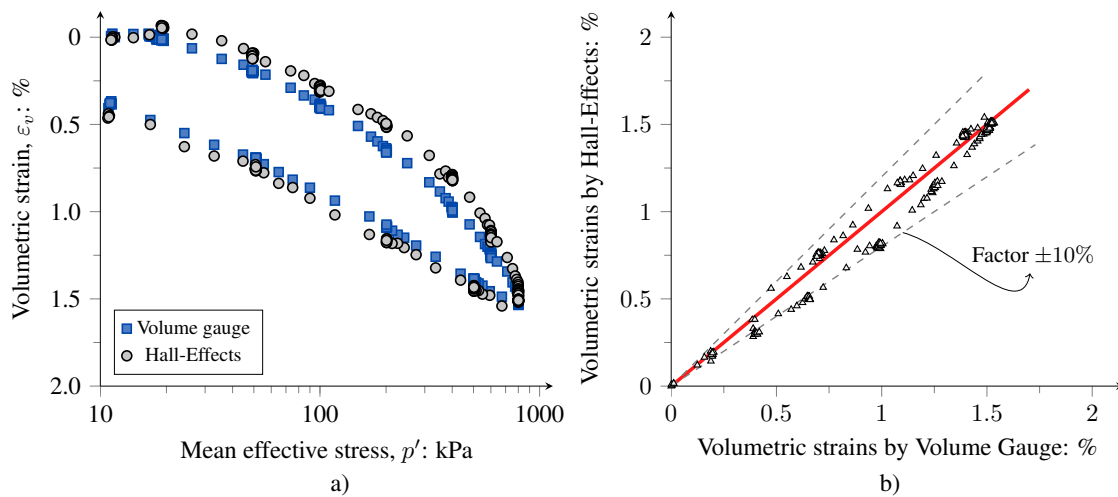 0
0.5
1.0
1.5
2.0
10
100
1000
Volumetric strain, εv: %
Mean effective stress, p′: kPa
Volume gauge
Hall-Effects
a)
0
0.5
1
1.5
2
0
0.5
1
1.5
2
Volumetric strains by Hall-Effects: %
Volumetric strains by Volume Gauge: %
Factor ±10%
b)